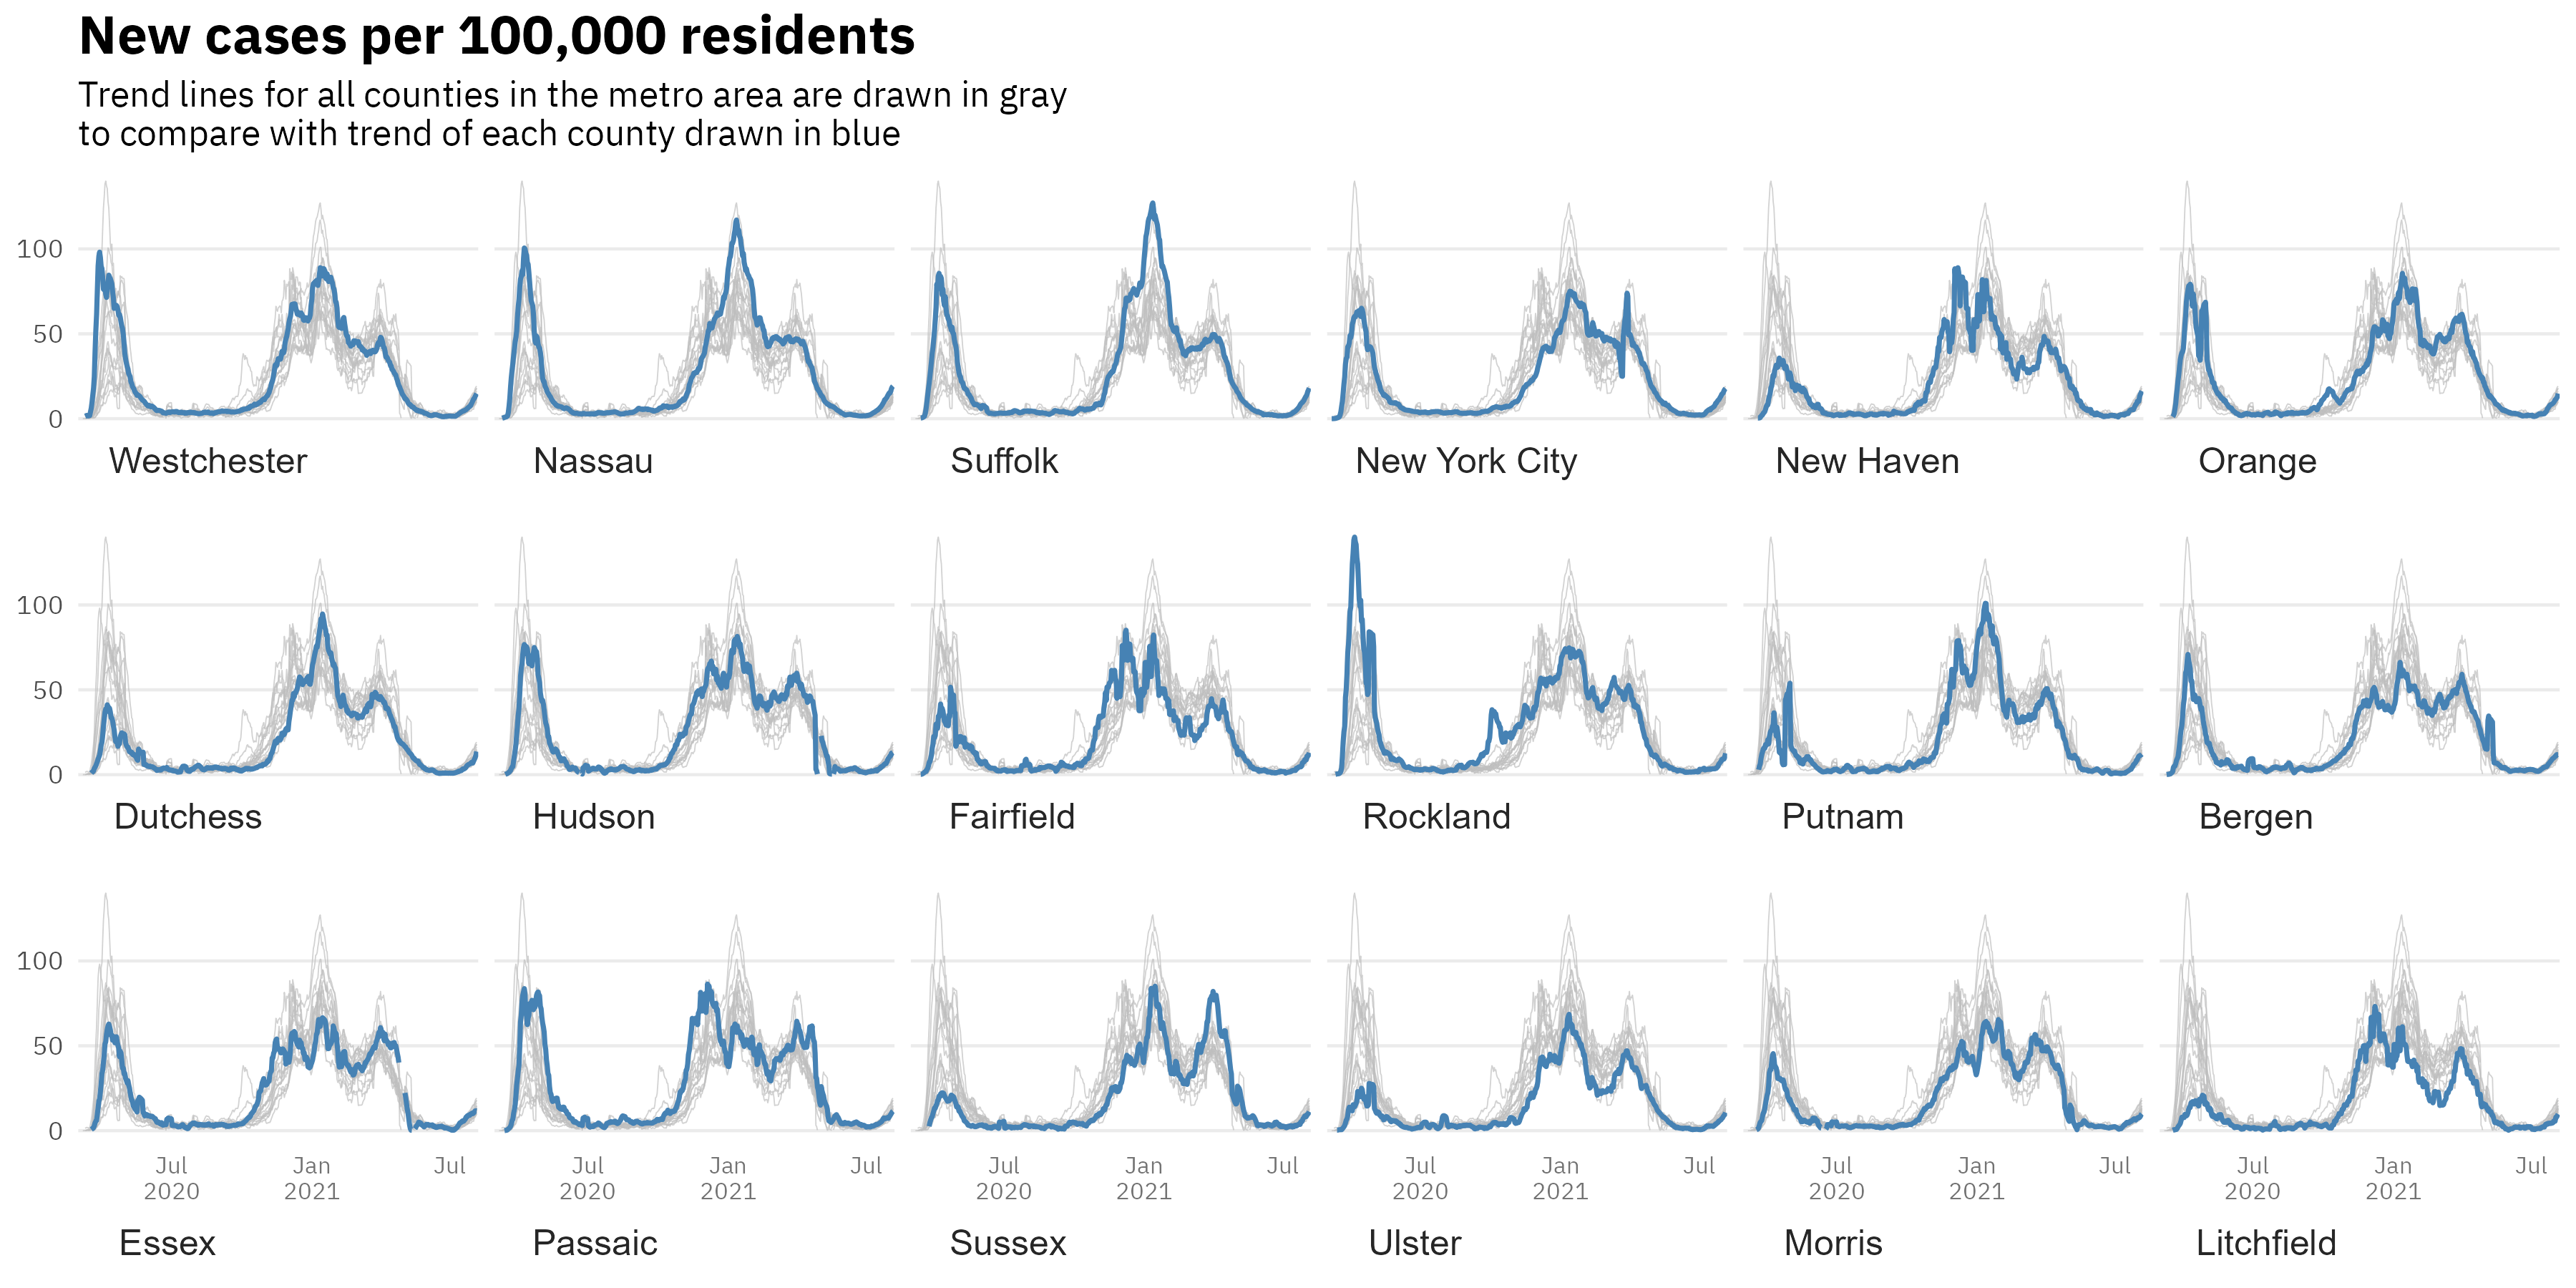 New cases per 100,000 residents
Trend lines for all counties in the metro area are drawn in gray
to compare with trend of each county drawn in blue
100
50
0
Westchester
Nassau
Suffolk
New York City
New Haven
Orange
100
50
0
Dutchess
Hudson
Fairfield
Rockland
Putnam
Bergen
100
50
0
Jul
2020
Jan
2021
Jul
Jul
2020
Jan
2021
Jul
Jul
2020
Jan
2021
Jul
Jul
2020
Jan
2021
Jul
Jul
2020
Jan
2021
Jul
Jul
2020
Jan
2021
Jul
Essex
Passaic
Sussex
Ulster
Morris
Litchfield